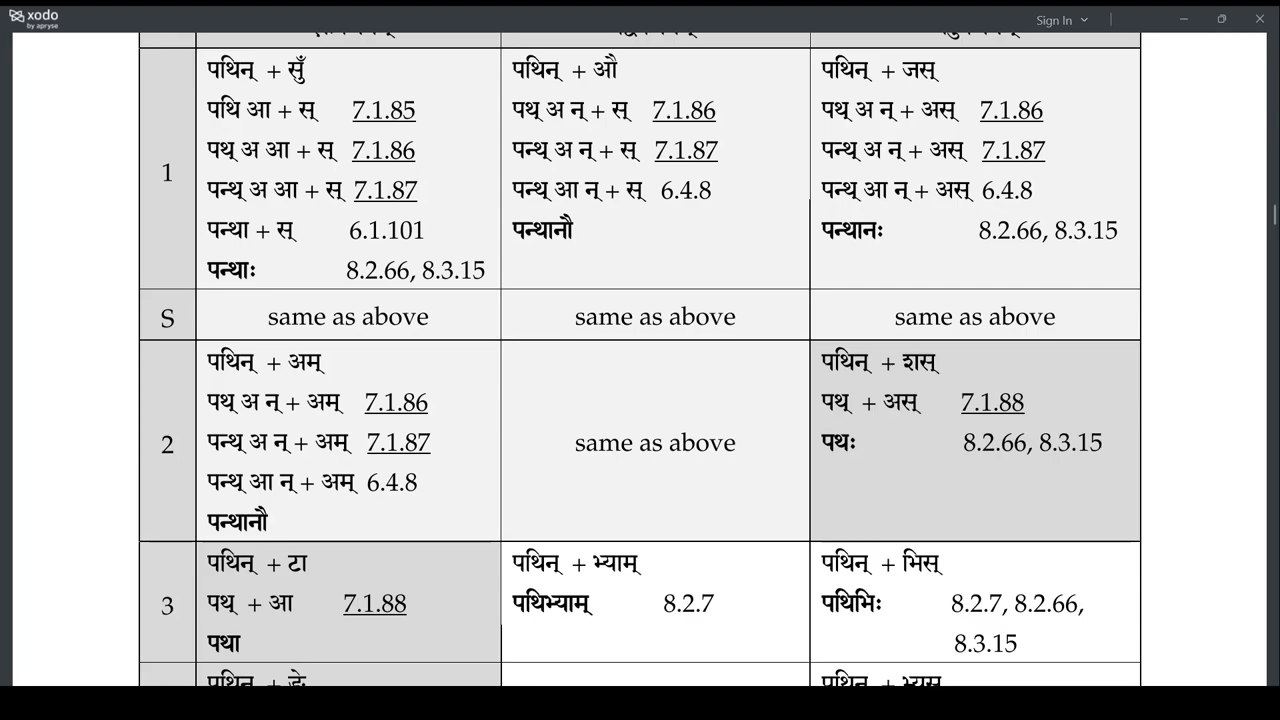 xodo
by apryse
Sign In
1
पथिन् + सुँ
पथि आ + स् 7.1.85
पथ् अ आ + स् 7.1.86
पन्थ् अ आ + स् 7.1.87
पन्था + स् 6.1.101
पन्थाः 8.2.66, 8.3.15
पथिन् + औ
पथ् अ न् + स् 7.1.86
पन्थ् अ न् + स् 7.1.87
पन्थ् आ न् + स् 6.4.8
पन्थानौ
पथिन् + जस्
पथ् अ न् + अस् 7.1.86
पन्थ् अ न् + अस् 7.1.87
पन्थ् आ न् + अस् 6.4.8
पन्थानः 8.2.66, 8.3.15
S
same as above
same as above
same as above
2
पथिन् + अम्
पथ् अ न् + अम् 7.1.86
पन्थ् अ न् + अम् 7.1.87
पन्थ् आ न् + अम् 6.4.8
पन्थानौ
same as above
पथिन् + शस्
पथ् + अस् 7.1.88
पथः 8.2.66, 8.3.15
3
पथिन् + टा
पथ् + आ 7.1.88
पथा
पथिन् + भ्याम्
पथिभ्याम् 8.2.7
पथिन् + भिस्
पथिभिः 8.2.7, 8.2.66,
8.3.15
पथिन् + ङे
पथिन् + भ्यस्